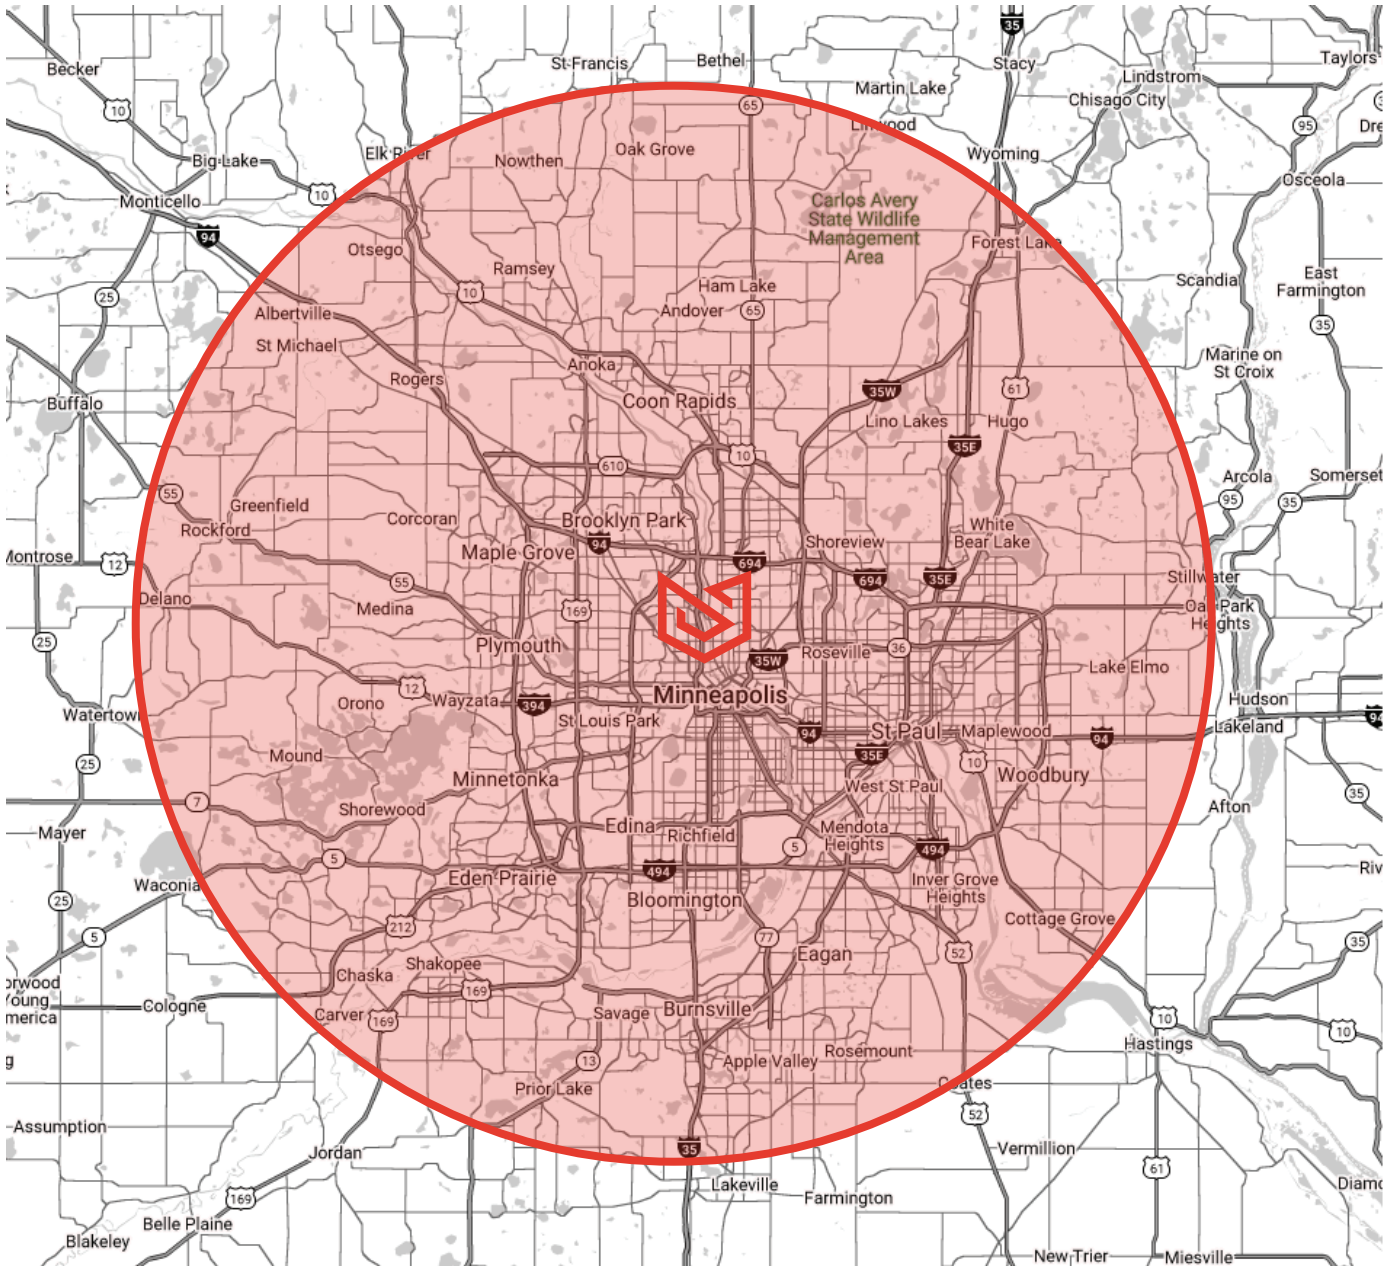 35
St Francis
Bethel
Stacy
Taylors
Becker
Lindstrom
Martin Lake
Chisago City
10
65
95
Linwood
Dre
Elk River
Oak Grove
Wyoming
Big Lake
Nowthen
Osceola
10
Monticello
Carlos Avery
State Wildlife
Management
Area
94
Forest Lake
Otsego
Ramsey
Scandia
East
Farmington
Ham Lake
10
25
Albertville
Andover
65
35
St Michael
Marine on
St Croix
Anoka
Rogers
35W
61
Coon Rapids
Buffalo
Lino Lakes
Hugo
35E
10
610
Arcola
Somerset
55
Greenfield
95
35
Corcoran
Brooklyn Park
White
Bear Lake
Rockford
94
Shoreview
Maple Grove
Montrose
12
694
694
35E
Stillwater
55
Delano
Medina
169
Oak Park
Heights
25
Plymouth
36
Roseville
35W
Lake Elmo
12
Minneapolis
Orono
Wayzata
394
Hudson
Watertown
St Louis Park
94
St Paul
Maplewood
94
Lakeland
94
35E
Mound
25
10
Minnetonka
Woodbury
West St Paul
35
7
Shorewood
Afton
Mayer
Edina
Richfield
Mendota
Heights
5
494
5
494
Riv
Waconia
Eden Prairie
Inver Grove
Heights
25
Bloomington
212
Cottage Grove
5
77
35
52
Eagan
Shakopee
Chaska
orwood
Young
merica
169
Cologne
Carver
169
Savage
Burnsville
10
10
Hastings
Rosemount
13
Apple Valley
g
Prior Lake
Coates
52
Assumption
35
Vermillion
Jordan
61
Lakeville
Diamo
169
Farmington
Belle Plaine
Blakeley
New Trier
Miesville